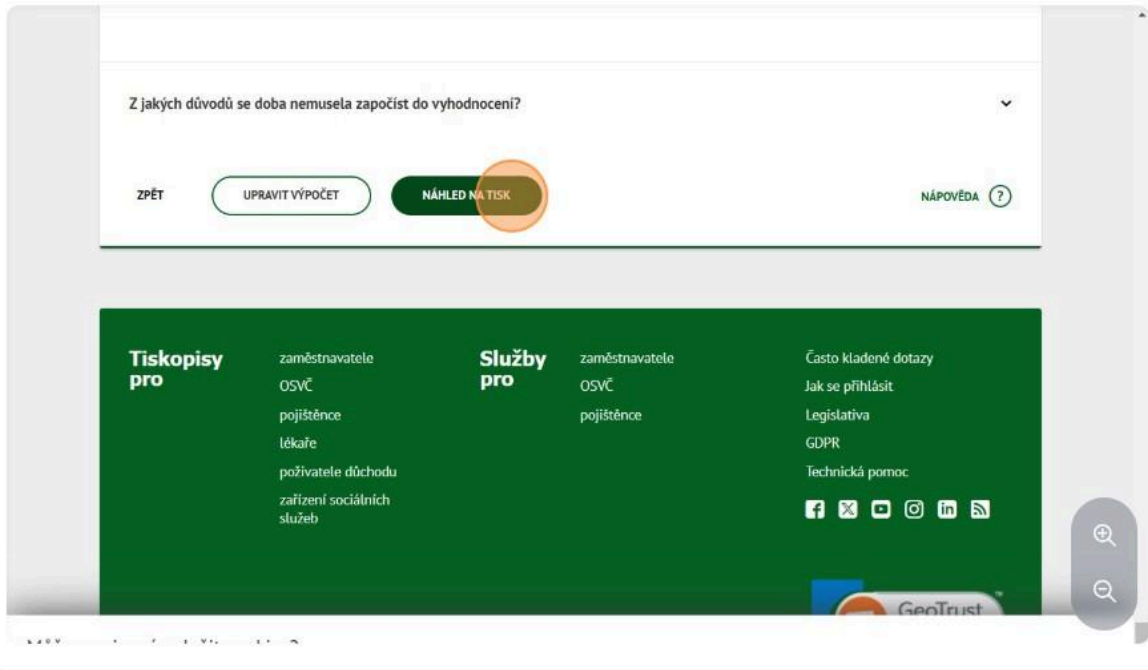 Z jakých důvodů se doba nemusela započíst do vyhodnocení?
ZPĚT
UPRAVIT VÝPOČET
NÁHLED NA TISK
NÁPOVĚDA ?
Tiskopisy
pro
zaměstnavatele
OSVČ
pojištěnce
lékaře
poživatele důchodu
zařízení sociálních
služeb
Služby
pro
zaměstnavatele
OSVČ
pojištěnce
Často kladené dotazy
Jak se přihlásit
Legislativa
GDPR
Technická pomoc
GeoTrust